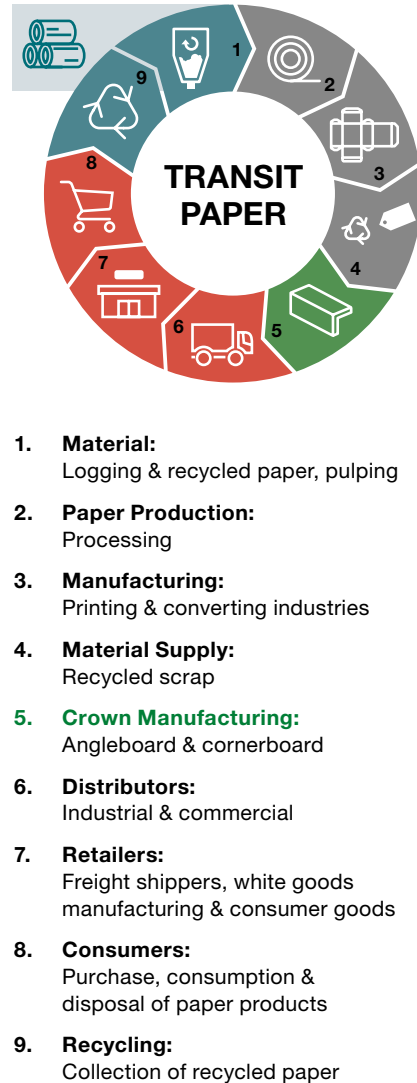 1
2
3
4
5
6
7
8
9
TRANSIT
PAPER
1. Material:
Logging & recycled paper, pulping
2. Paper Production:
Processing
3. Manufacturing:
Printing & converting industries
4. Material Supply:
Recycled scrap
5. Crown Manufacturing:
Angleboard & cornerboard
6. Distributors:
Industrial & commercial
7. Retailers:
Freight shippers, white goods
manufacturing & consumer goods
8. Consumers:
Purchase, consumption &
disposal of paper products
9. Recycling:
Collection of recycled paper